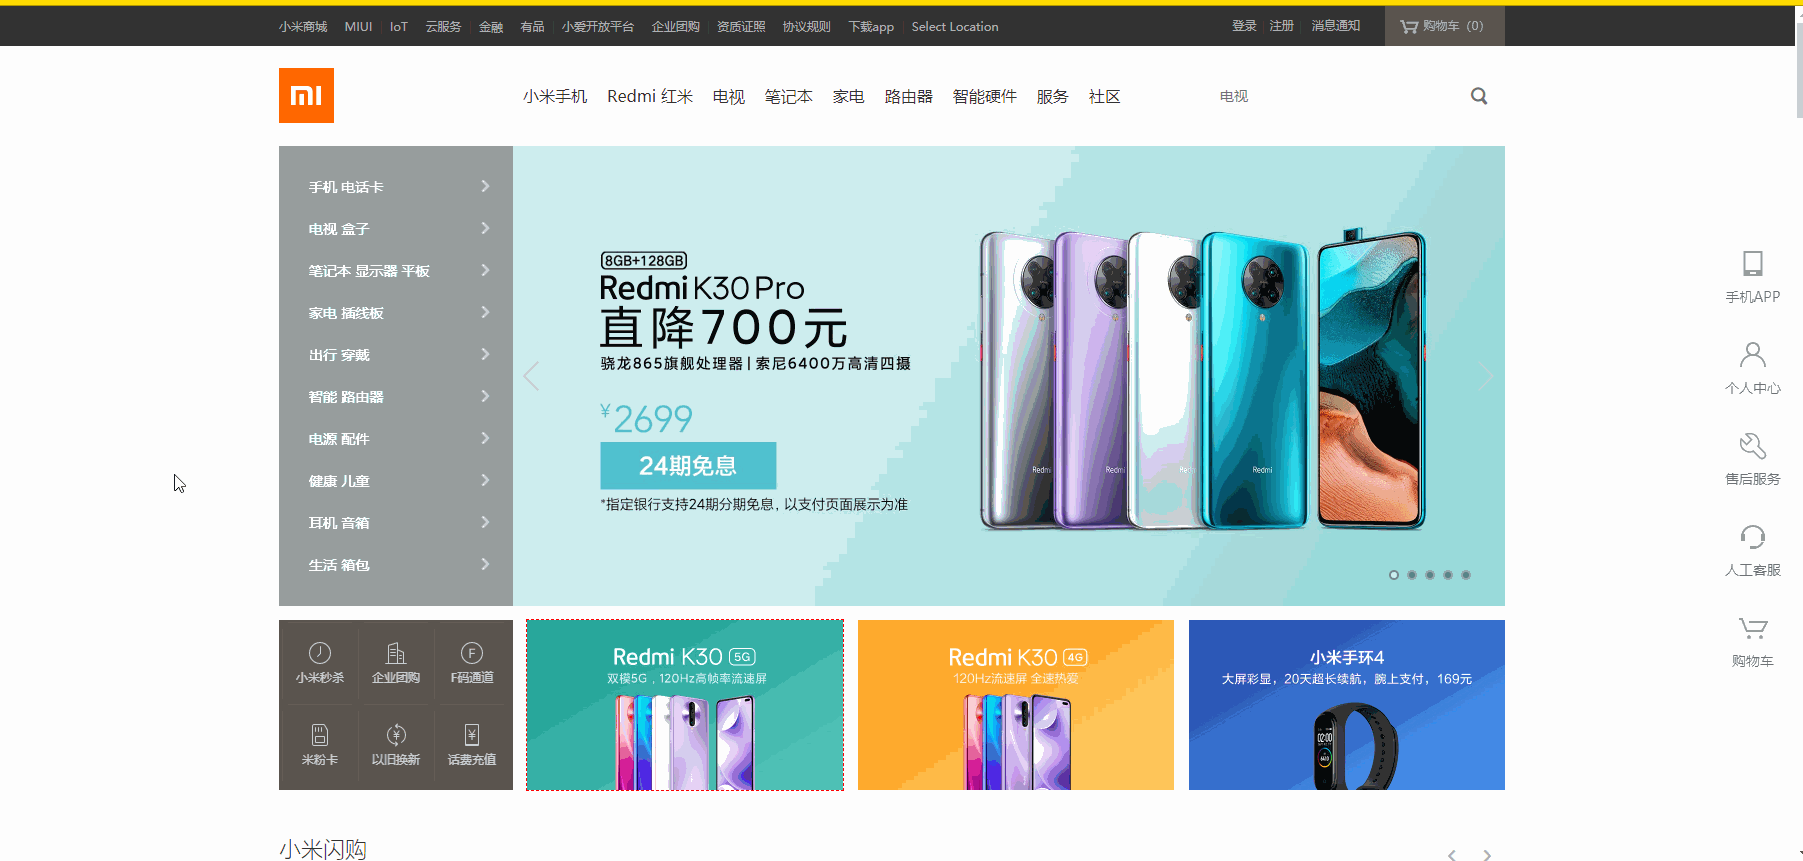 小米商城 MIUI IoT 云服务 金融 有品 小爱开放平台 企业团购 资质证照 协议规则 下载app Select Location 登录 注册 消息通知 购物车（0）
小米手机 Redmi 红米 电视 笔记本 家电 路由器 智能硬件 服务 社区 电视
手机 电话卡
电视 盒子
笔记本 显示器 平板
家电 插线板
出行 穿戴
智能 路由器
电源 配件
健康 儿童
耳机 音箱
生活 箱包
8GB+128GB
Redmi K30 Pro
直降700元
骁龙865旗舰处理器 | 索尼6400万高清四摄
¥2699
24期免息
*指定银行支持24期分期免息，以支付页面展示为准
Redmi
Redmi
Redmi
Redmi
手机APP
个人中心
售后服务
人工客服
购物车
小米秒杀 企业团购 F码通道
米粉卡 以旧换新 话费充值
Redmi K30 5G
双模5G，120Hz高帧率流速屏
Redmi K30 4G
120Hz流速屏 全速热爱
小米手环4
大屏彩显，20天超长续航，腕上支付，169元
02:00
小米闪购